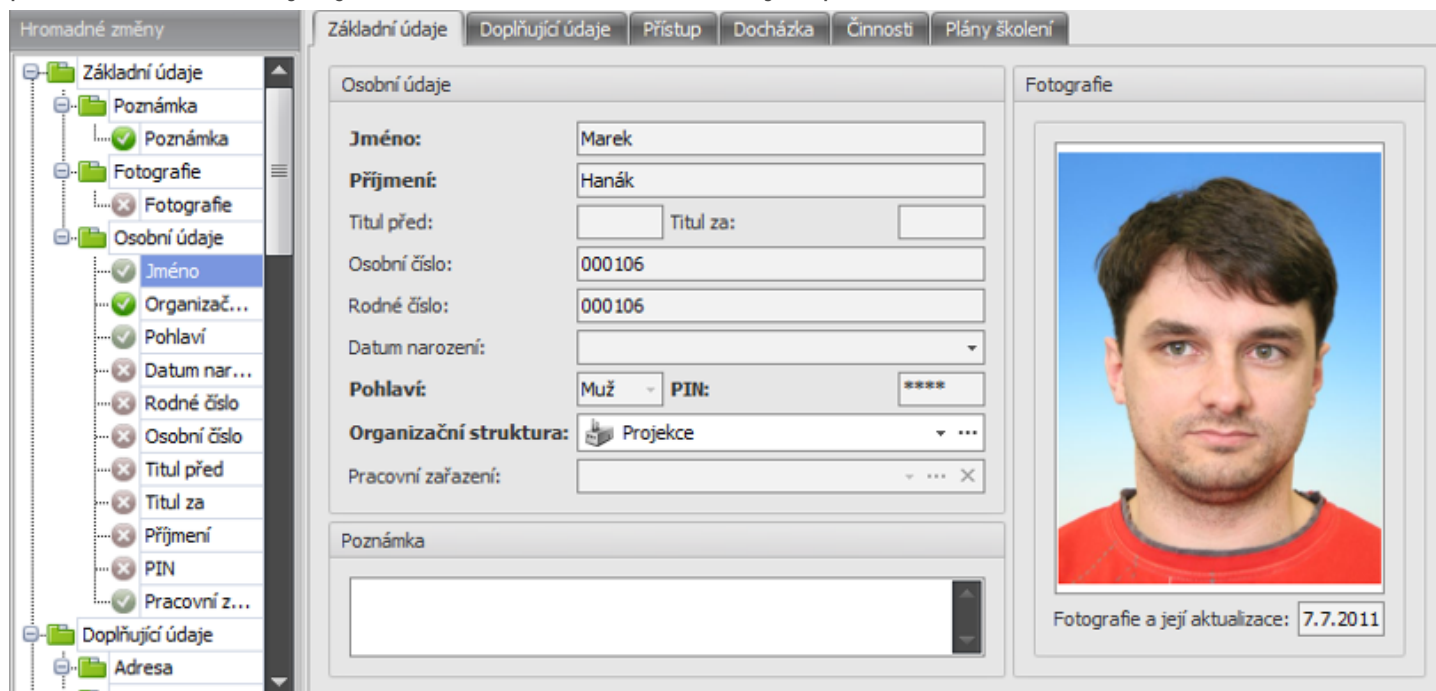 Hromadné změny
Základní údaje
Poznámka
Poznámka
Fotografie
Fotografie
Osobní údaje
Jméno
Organizač...
Pohlaví
Datum nar...
Rodné číslo
Osobní číslo
Titul před
Titul za
Příjmení
PIN
Pracovní z...
Doplňující údaje
Adresa
Základní údaje Doplňující údaje Přístup Docházka Činnosti Plány školení
Osobní údaje
Jméno: Marek
Příjmení: Hanák
Titul před: Titul za:
Osobní číslo: 000106
Rodné číslo: 000106
Datum narození:
Pohlaví: Muž PIN: ****
Organizační struktura: Projekce
Pracovní zařazení:
Poznámka
Fotografie
Fotografie a její aktualizace: 7.7.2011